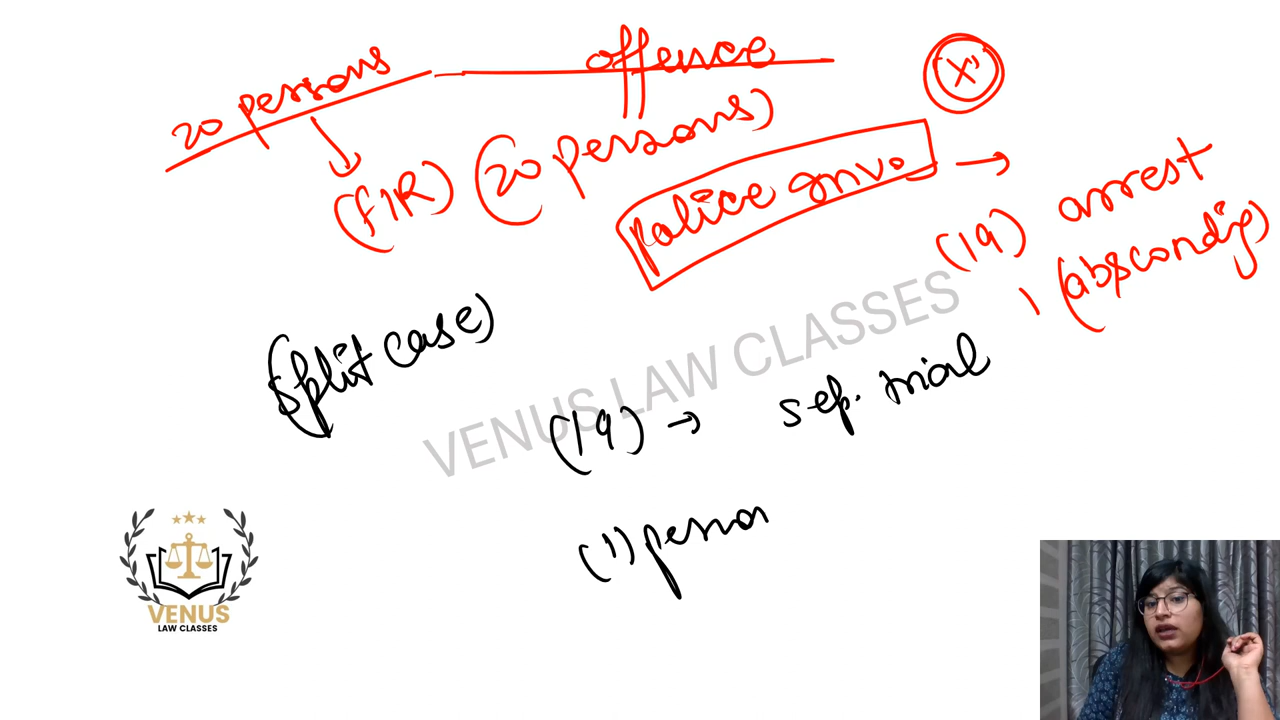 20 persons offence
X'
(FIR) (20 persons)
Police Inv. →
(19) arrest
1 (absconding)
(Split case)
VENUS LAW CLASSES
(19) → sep. trial
(1) person
VENUS
LAW CLASSES